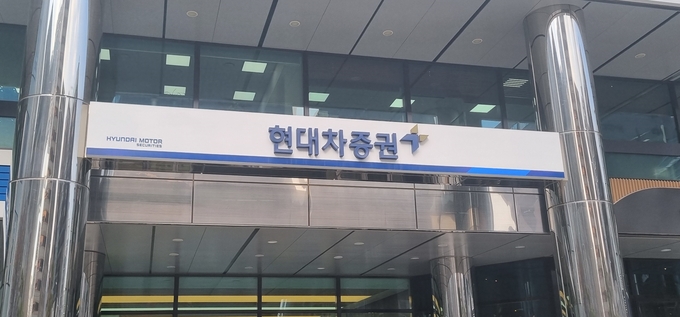 HYUNDAI MOTOR
SECURITIES
현대차증권